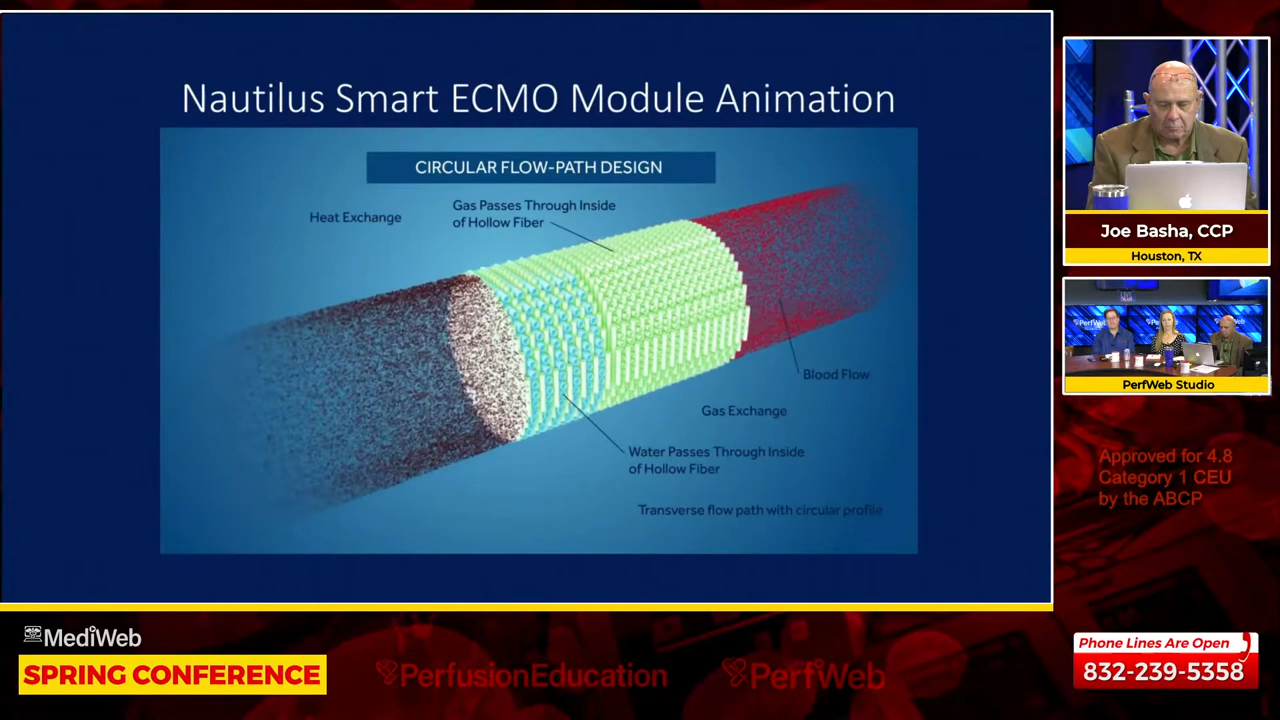 Nautilus Smart ECMO Module Animation
CIRCULAR FLOW-PATH DESIGN
Heat Exchange
Gas Passes Through Inside
of Hollow Fiber
Blood Flow
Gas Exchange
Water Passes Through Inside
of Hollow Fiber
Transverse flow path with circular profile
Joe Basha, CCP
Houston, TX
PerfWeb
PerfWeb Studio
Approved for 4.8
Category 1 CEU
by the ABCP
MediWeb
SPRING CONFERENCE
PerfusionEducation
PerfWeb
Phone Lines Are Open
832-239-5358